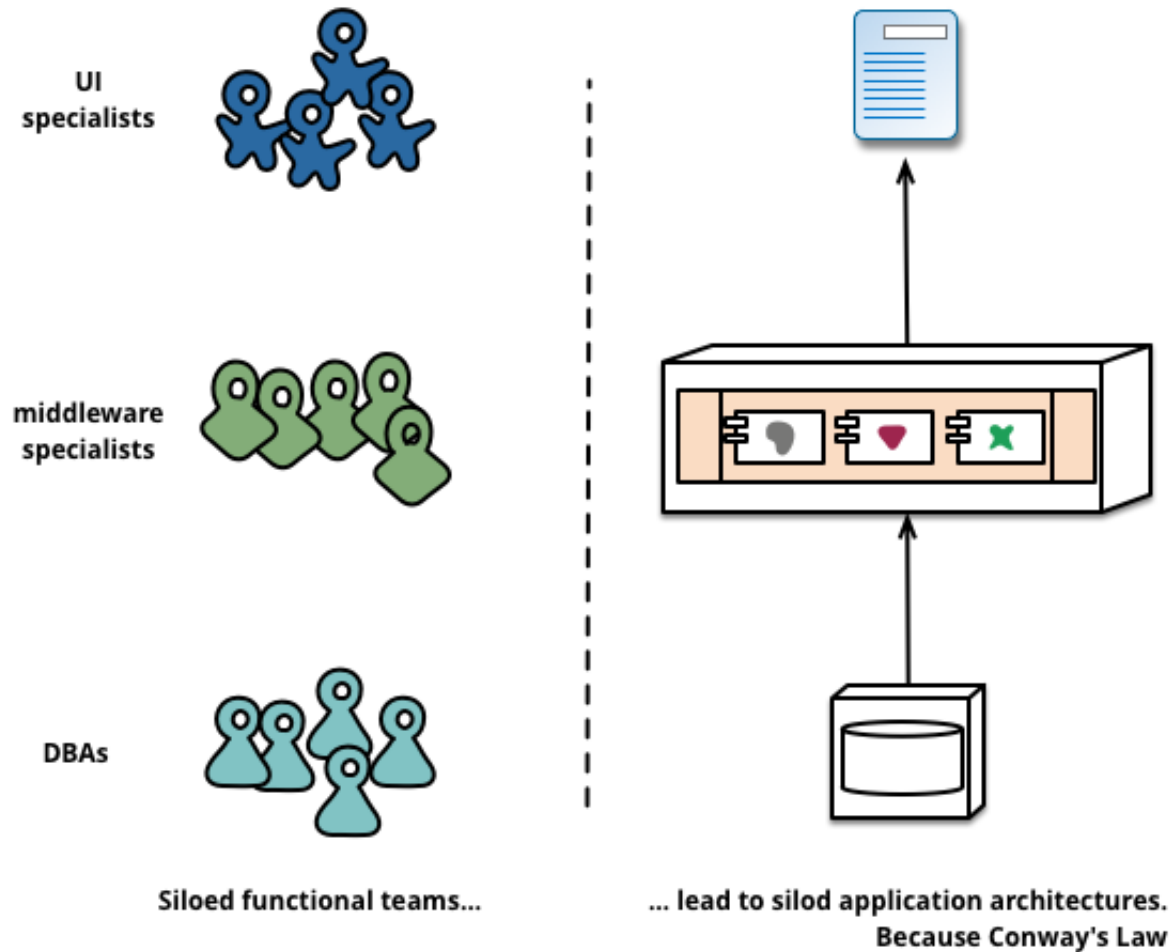 UI
specialists
middleware
specialists
DBAs
Siloed functional teams...
... lead to silod application architectures.
Because Conway's Law